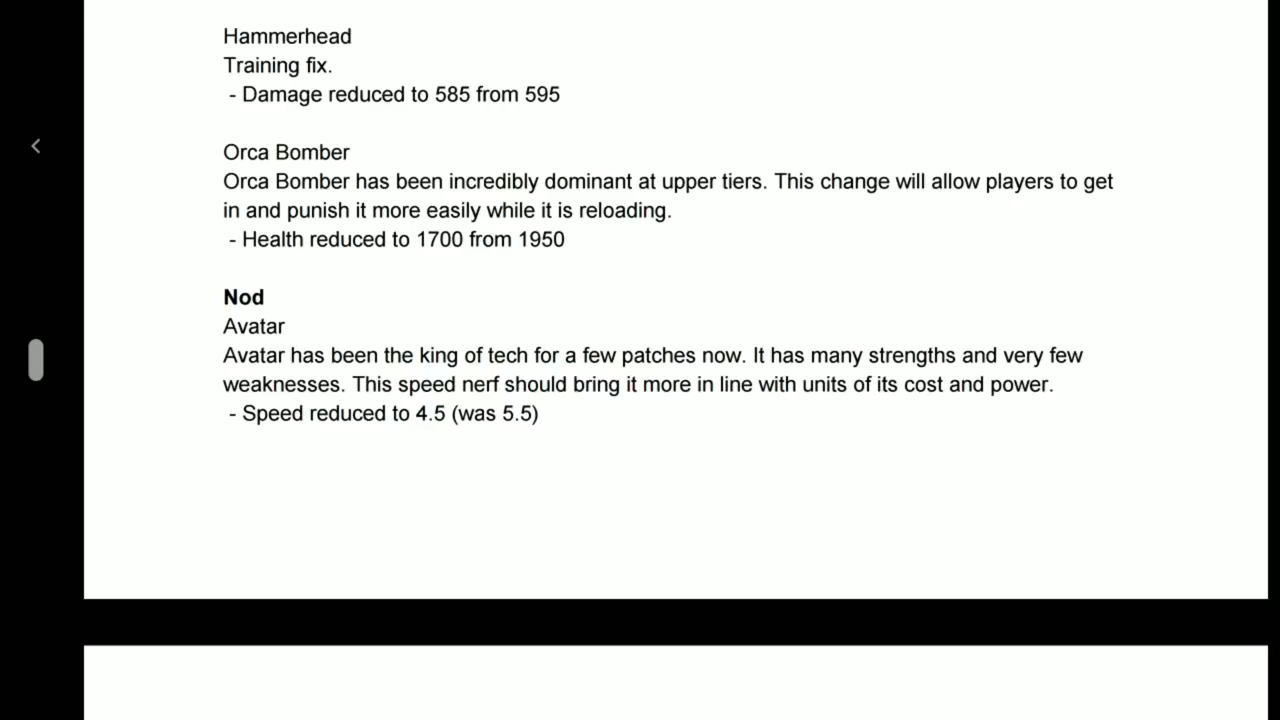 Hammerhead
Training fix.
- Damage reduced to 585 from 595
Orca Bomber
Orca Bomber has been incredibly dominant at upper tiers. This change will allow players to get
in and punish it more easily while it is reloading.
- Health reduced to 1700 from 1950
Nod
Avatar
Avatar has been the king of tech for a few patches now. It has many strengths and very few
weaknesses. This speed nerf should bring it more in line with units of its cost and power.
- Speed reduced to 4.5 (was 5.5)